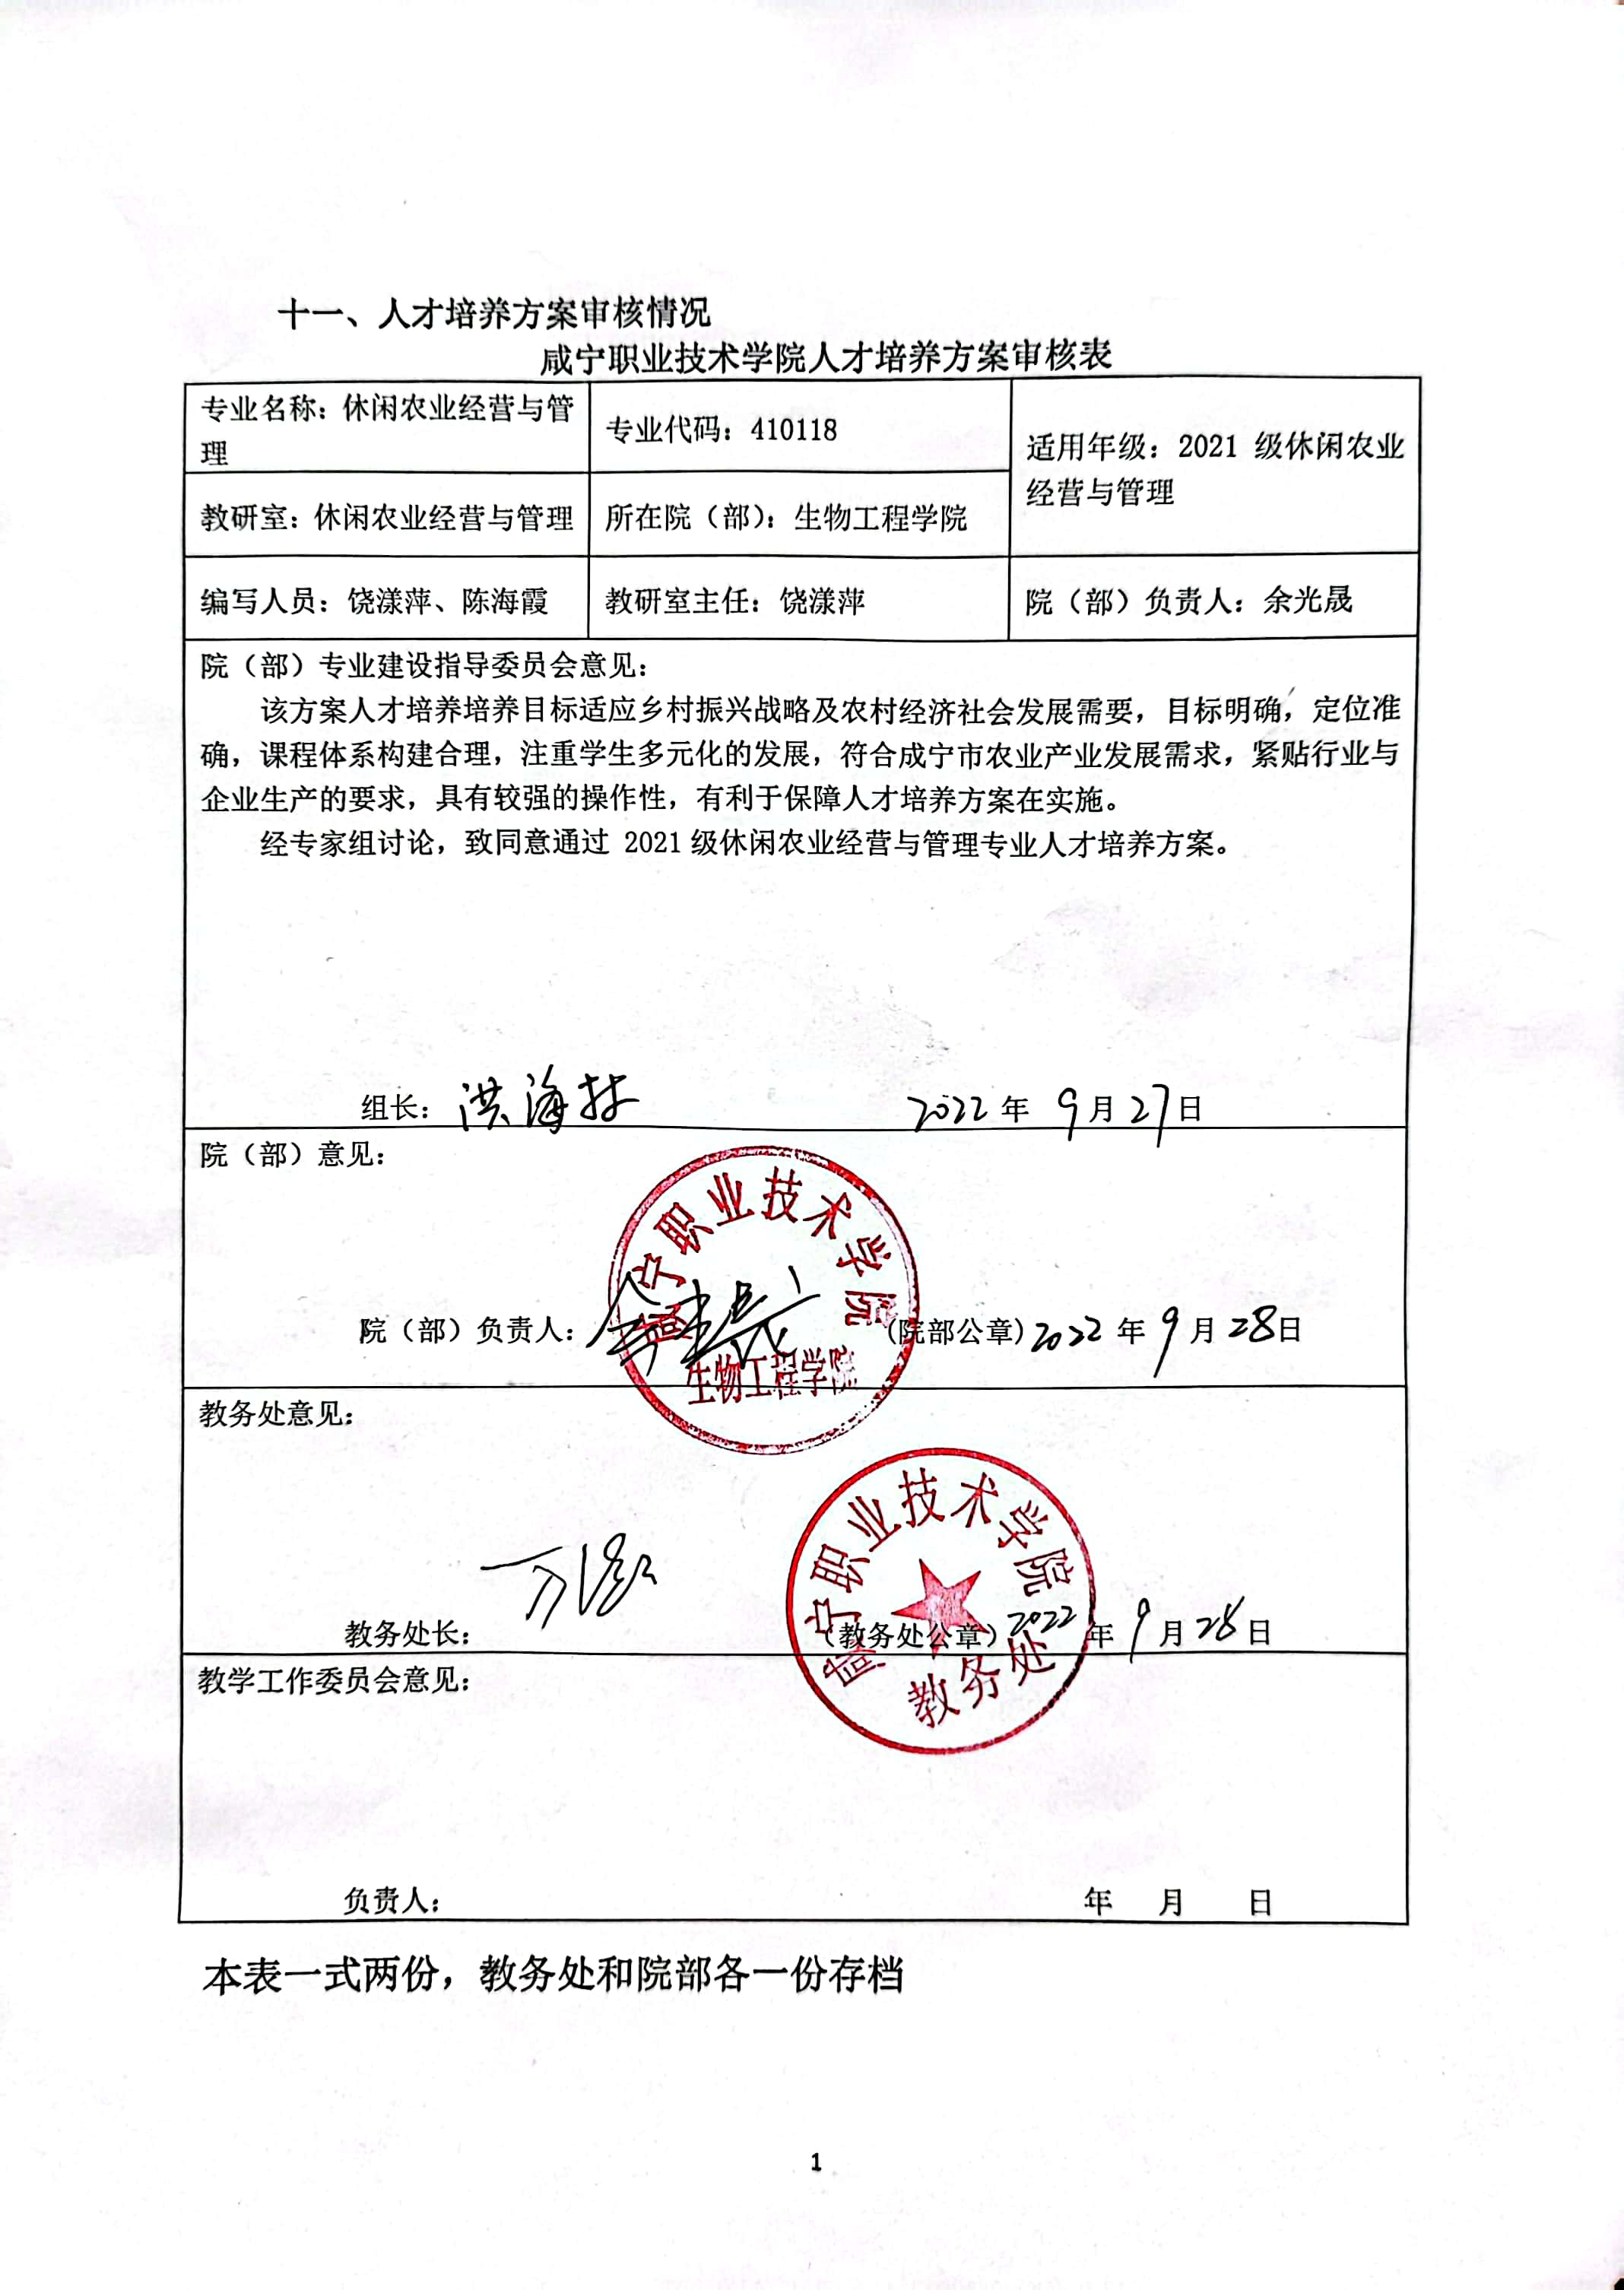 十一、人才培养方案审核情况
咸宁职业技术学院人才培养方案审核表
专业名称：休闲农业经营与管
理
专业代码：410118
适用年级：2021 级休闲农业
经营与管理
教研室：休闲农业经营与管理
所在院（部）：生物工程学院
编写人员：饶漾萍、陈海霞
教研室主任：饶漾萍
院（部）负责人：余光晟
院（部）专业建设指导委员会意见：
该方案人才培养培养目标适应乡村振兴战略及农村经济社会发展需要，目标明确，定位准
确，课程体系构建合理，注重学生多元化的发展，符合咸宁市农业产业发展需求，紧贴行业与
企业生产的要求，具有较强的操作性，有利于保障人才培养方案在实施。
经专家组讨论，致同意通过 2021 级休闲农业经营与管理专业人才培养方案。
组长：洪海林 2022 年 9 月 27 日
院（部）意见：
咸宁职业技术学院
院（部）负责人： (院部公章) 2022 年 9 月 28 日
生物工程学院
教务处意见：
咸宁职业技术学院
教务处长： （教务处公章）2022 年 9 月 28 日
教务处
教学工作委员会意见：
负责人： 年 月 日
本表一式两份，教务处和院部各一份存档
1